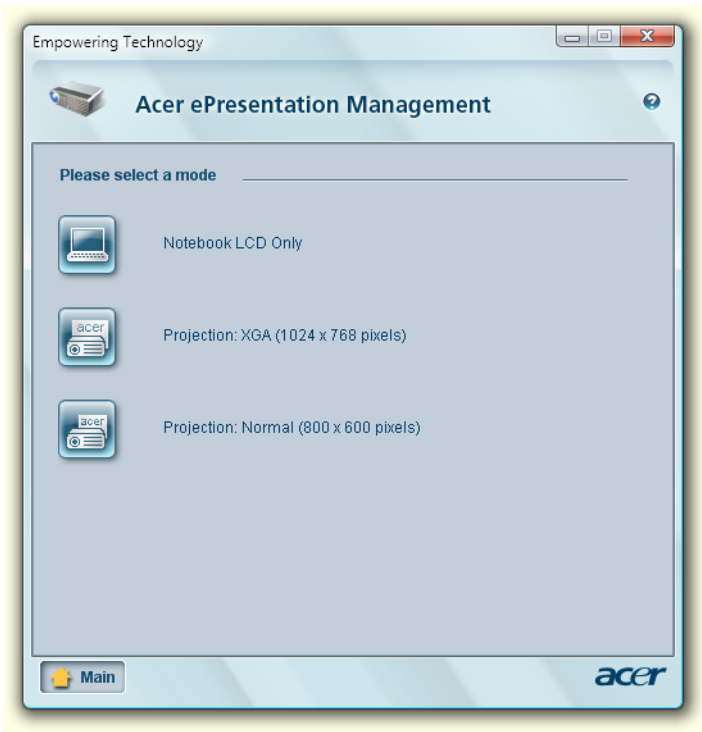 Empowering Technology
Acer ePresentation Management
Please select a mode
Notebook LCD Only
acer
Projection: XGA (1024 x 768 pixels)
acer
Projection: Normal (800 x 600 pixels)
Main
acer